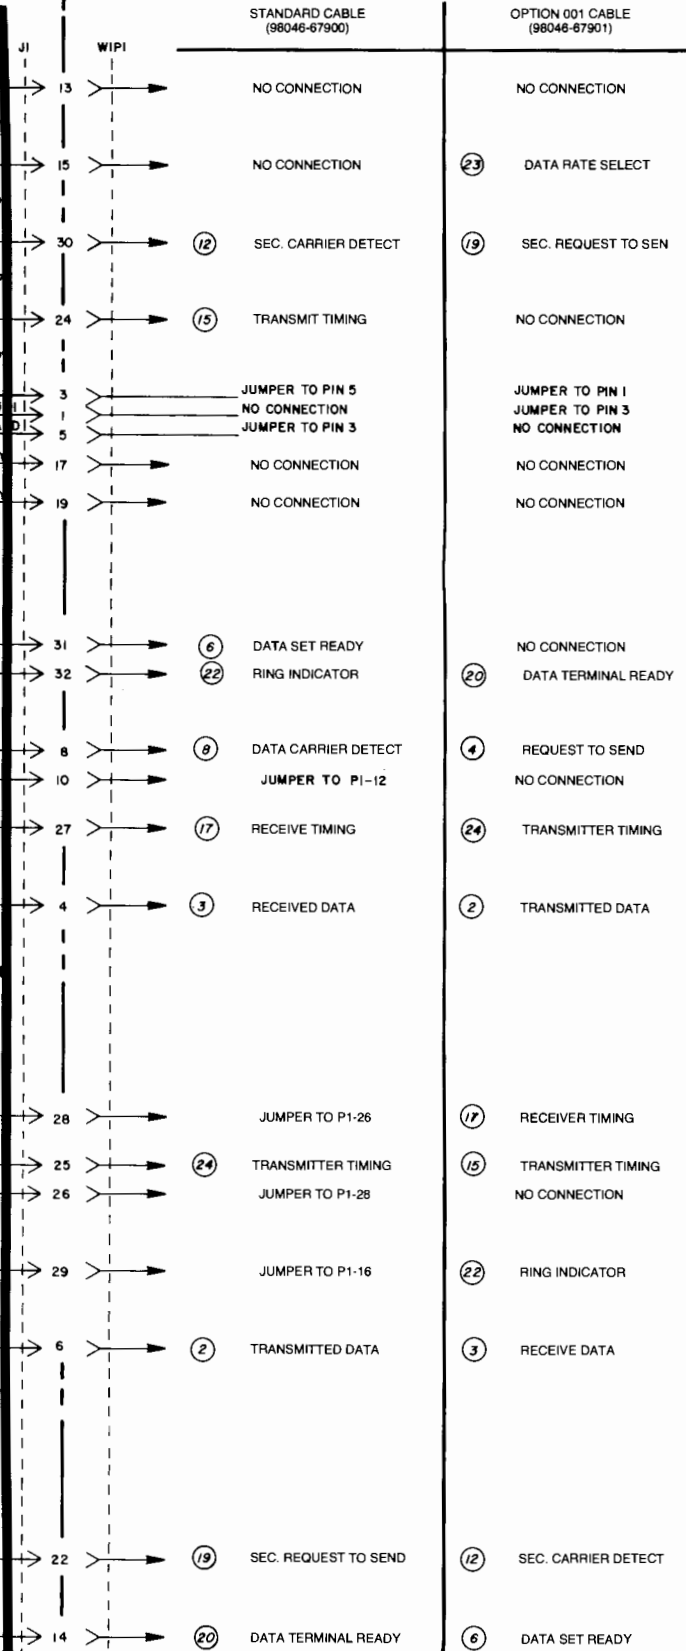 STANDARD CABLE OPTION 001 CABLE
(98046-67900) (98046-67901)
J1 W1P1
13 NO CONNECTION NO CONNECTION
15 NO CONNECTION 23 DATA RATE SELECT
30 12 SEC. CARRIER DETECT 19 SEC. REQUEST TO SEN
24 15 TRANSMIT TIMING NO CONNECTION
3 JUMPER TO PIN 5 JUMPER TO PIN 1
1 NO CONNECTION JUMPER TO PIN 3
D 5 JUMPER TO PIN 3 NO CONNECTION
17 NO CONNECTION NO CONNECTION
19 NO CONNECTION NO CONNECTION
31 6 DATA SET READY NO CONNECTION
32 22 RING INDICATOR 20 DATA TERMINAL READY
8 8 DATA CARRIER DETECT 4 REQUEST TO SEND
10 JUMPER TO P1-12 NO CONNECTION
27 17 RECEIVE TIMING 24 TRANSMITTER TIMING
4 3 RECEIVED DATA 2 TRANSMITTED DATA
28 JUMPER TO P1-26 17 RECEIVER TIMING
25 24 TRANSMITTER TIMING 15 TRANSMITTER TIMING
26 JUMPER TO P1-28 NO CONNECTION
29 JUMPER TO P1-16 22 RING INDICATOR
6 2 TRANSMITTED DATA 3 RECEIVE DATA
22 19 SEC. REQUEST TO SEND 12 SEC. CARRIER DETECT
14 20 DATA TERMINAL READY 6 DATA SET READY